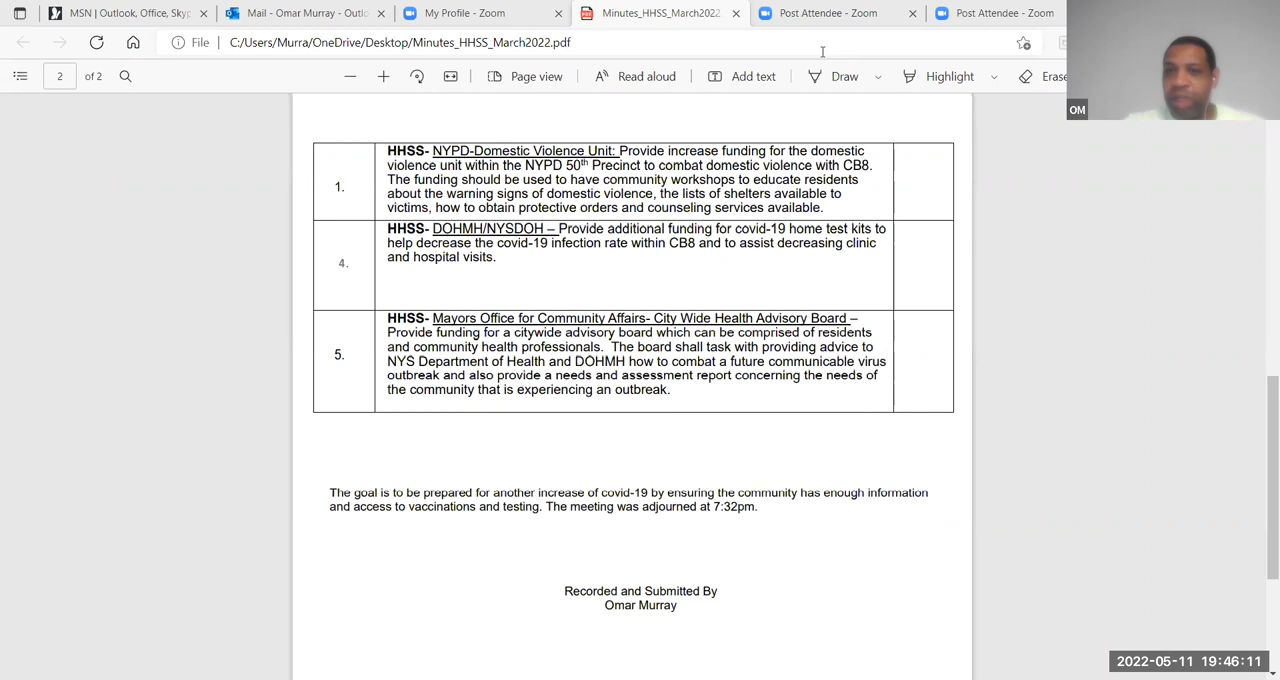 MSN | Outlook, Office, Skyp
Mail - Omar Murray - Outlo
My Profile - Zoom
Minutes_HHSS_March2022.
Post Attendee - Zoom
Post Attendee - Zoom
File
C:/Users/Murra/OneDrive/Desktop/Minutes_HHSS_March2022.pdf
2 of 2
Page view
Read aloud
Add text
Draw
Highlight
Erase
OM
1.
HHSS- NYPD-Domestic Violence Unit: Provide increase funding for the domestic
violence unit within the NYPD 50th Precinct to combat domestic violence with CB8.
The funding should be used to have community workshops to educate residents
about the warning signs of domestic violence, the lists of shelters available to
victims, how to obtain protective orders and counseling services available.
4.
HHSS- DOHMH/NYSDOH – Provide additional funding for covid-19 home test kits to
help decrease the covid-19 infection rate within CB8 and to assist decreasing clinic
and hospital visits.
5.
HHSS- Mayors Office for Community Affairs- City Wide Health Advisory Board –
Provide funding for a citywide advisory board which can be comprised of residents
and community health professionals. The board shall task with providing advice to
NYS Department of Health and DOHMH how to combat a future communicable virus
outbreak and also provide a needs and assessment report concerning the needs of
the community that is experiencing an outbreak.
The goal is to be prepared for another increase of covid-19 by ensuring the community has enough information
and access to vaccinations and testing. The meeting was adjourned at 7:32pm.
Recorded and Submitted By
Omar Murray
2022-05-11 19:46:11